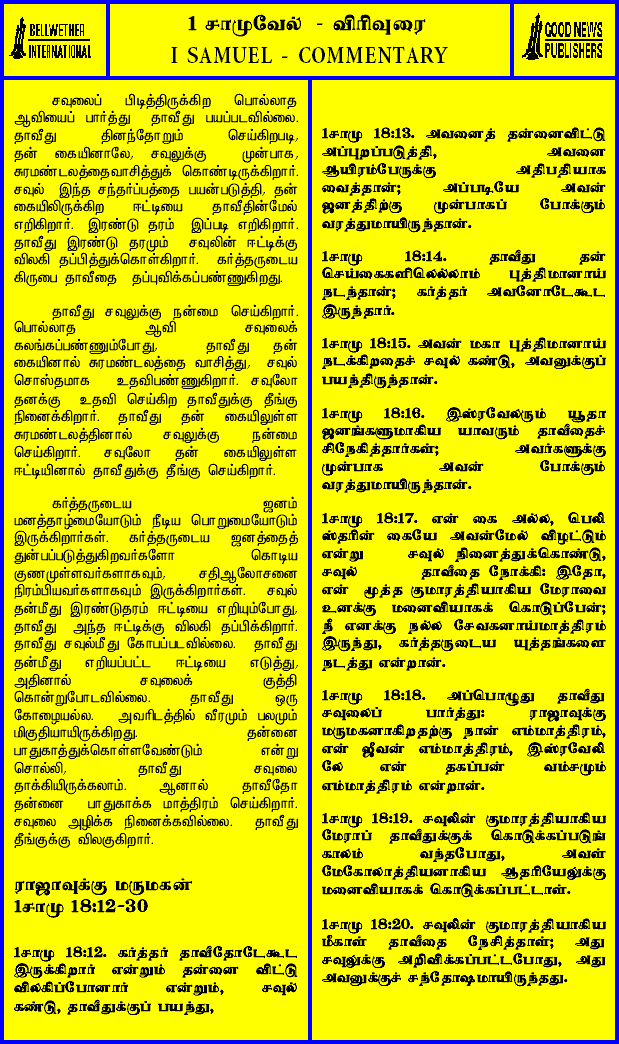 BELLWETHER
INTERNATIONAL
1 சாமுவேல் - விரிவுரை
I SAMUEL - COMMENTARY
GOOD NEWS
PUBLISHERS
சவுலைப் பிடித்திருக்கிற பொல்லாத
ஆவியைப் பார்த்து தாவீது பயப்படவில்லை.
தாவீது தினந்தோறும் செய்கிறபடி,
தன் கையினாலே, சவுலுக்கு முன்பாக,
சுரமண்டலத்தைவாசித்துக் கொண்டிருக்கிறார்.
சவுல் இந்த சந்தர்ப்பத்தை பயன்படுத்தி, தன்
கையிலிருக்கிற ஈட்டியை தாவீதின்மேல்
எறிகிறார். இரண்டு தரம் இப்படி எறிகிறார்.
தாவீது இரண்டு தரமும் சவுலின் ஈட்டிக்கு
விலகி தப்பித்துக்கொள்கிறார். கர்த்தருடைய
கிருபை தாவீதை தப்புவிக்கப்பண்ணுகிறது.
தாவீது சவுலுக்கு நன்மை செய்கிறார்.
பொல்லாத ஆவி சவுலைக்
கலங்கப்பண்ணும்போது, தாவீது தன்
கையினால் சுரமண்டலத்தை வாசித்து, சவுல்
சொஸ்தமாக உதவிபண்ணுகிறார். சவுலோ
தனக்கு உதவி செய்கிற தாவீதுக்கு தீங்கு
நினைக்கிறார். தாவீது தன் கையிலுள்ள
சுரமண்டலத்தினால் சவுலுக்கு நன்மை
செய்கிறார். சவுலோ தன் கையிலுள்ள
ஈட்டியினால் தாவீதுக்கு தீங்கு செய்கிறார்.
கர்த்தருடைய ஜனம்
மனத்தாழ்மையோடும் நீடிய பொறுமையோடும்
இருக்கிறார்கள். கர்த்தருடைய ஜனத்தைத்
துன்பப்படுத்துகிறவர்களோ கொடிய
குணமுள்ளவர்களாகவும், சதிஆலோசனை
நிரம்பியவர்களாகவும் இருக்கிறார்கள். சவுல்
தன்மீது இரண்டுதரம் ஈட்டியை எறியும்போது,
தாவீது அந்த ஈட்டிக்கு விலகி தப்பிக்கிறார்.
தாவீது சவுல்மீது கோபப்படவில்லை. தாவீது
தன்மீது எறியப்பட்ட ஈட்டியை எடுத்து,
அதினால் சவுலைக் குத்தி
கொன்றுபோடவில்லை. தாவீது ஒரு
கோழையல்ல. அவரிடத்தில் வீரமும் பலமும்
மிகுதியாயிருக்கிறது. தன்னை
பாதுகாத்துக்கொள்ளவேண்டும் என்று
சொல்லி, தாவீது சவுலை
தாக்கியிருக்கலாம். ஆனால் தாவீதோ
தன்னை பாதுகாக்க மாத்திரம் செய்கிறார்.
சவுலை அழிக்க நினைக்கவில்லை. தாவீது
தீங்குக்கு விலகுகிறார்.
ராஜாவுக்கு மருமகன்
1சாமு 18:12-30
1சாமு 18:12. கர்த்தர் தாவீதோடேகூட
இருக்கிறார் என்றும் தன்னை விட்டு
விலகிப்போனார் என்றும், சவுல்
கண்டு, தாவீதுக்குப் பயந்து,
1சாமு 18:13. அவனைத் தன்னைவிட்டு
அப்புறப்படுத்தி, அவனை
ஆயிரம்பேருக்கு அதிபதியாக
வைத்தான்; அப்படியே அவன்
ஜனத்திற்கு முன்பாகப் போக்கும்
வரத்துமாயிருந்தான்.
1சாமு 18:14. தாவீது தன்
செய்கைகளிலெல்லாம் புத்திமானாய்
நடந்தான்; கர்த்தர் அவனோடேகூட
இருந்தார்.
1சாமு 18:15. அவன் மகா புத்திமானாய்
நடக்கிறதைச் சவுல் கண்டு, அவனுக்குப்
பயந்திருந்தான்.
1சாமு 18:16. இஸ்ரவேலரும் யூதா
ஜனங்களுமாகிய யாவரும் தாவீதைச்
சிநேகித்தார்கள்; அவர்களுக்கு
முன்பாக அவன் போக்கும்
வரத்துமாயிருந்தான்.
1சாமு 18:17. என் கை அல்ல, பெலி
ஸ்தரின் கையே அவன்மேல் விழட்டும்
என்று சவுல் நினைத்துக்கொண்டு,
சவுல் தாவீதை நோக்கி: இதோ,
என் மூத்த குமாரத்தியாகிய மேராவை
உனக்கு மனைவியாகக் கொடுப்பேன்;
நீ எனக்கு நல்ல சேவகனாய்மாத்திரம்
இருந்து, கர்த்தருடைய யுத்தங்களை
நடத்து என்றான்.
1சாமு 18:18. அப்பொழுது தாவீது
சவுலைப் பார்த்து: ராஜாவுக்கு
மருமகனாகிறதற்கு நான் எம்மாத்திரம்,
என் ஜீவன் எம்மாத்திரம், இஸ்ரவேலி
லே என் தகப்பன் வம்சமும்
எம்மாத்திரம் என்றான்.
1சாமு 18:19. சவுலின் குமாரத்தியாகிய
மேராப் தாவீதுக்குக் கொடுக்கப்படுங்
காலம் வந்தபோது, அவள்
மேகோலாத்தியனாகிய ஆதரியேலுக்கு
மனைவியாகக் கொடுக்கப்பட்டாள்.
1சாமு 18:20. சவுலின் குமாரத்தியாகிய
மீகாள் தாவீதை நேசித்தாள்; அது
சவுலுக்கு அறிவிக்கப்பட்டபோது, அது
அவனுக்குச் சந்தோஷமாயிருந்தது.